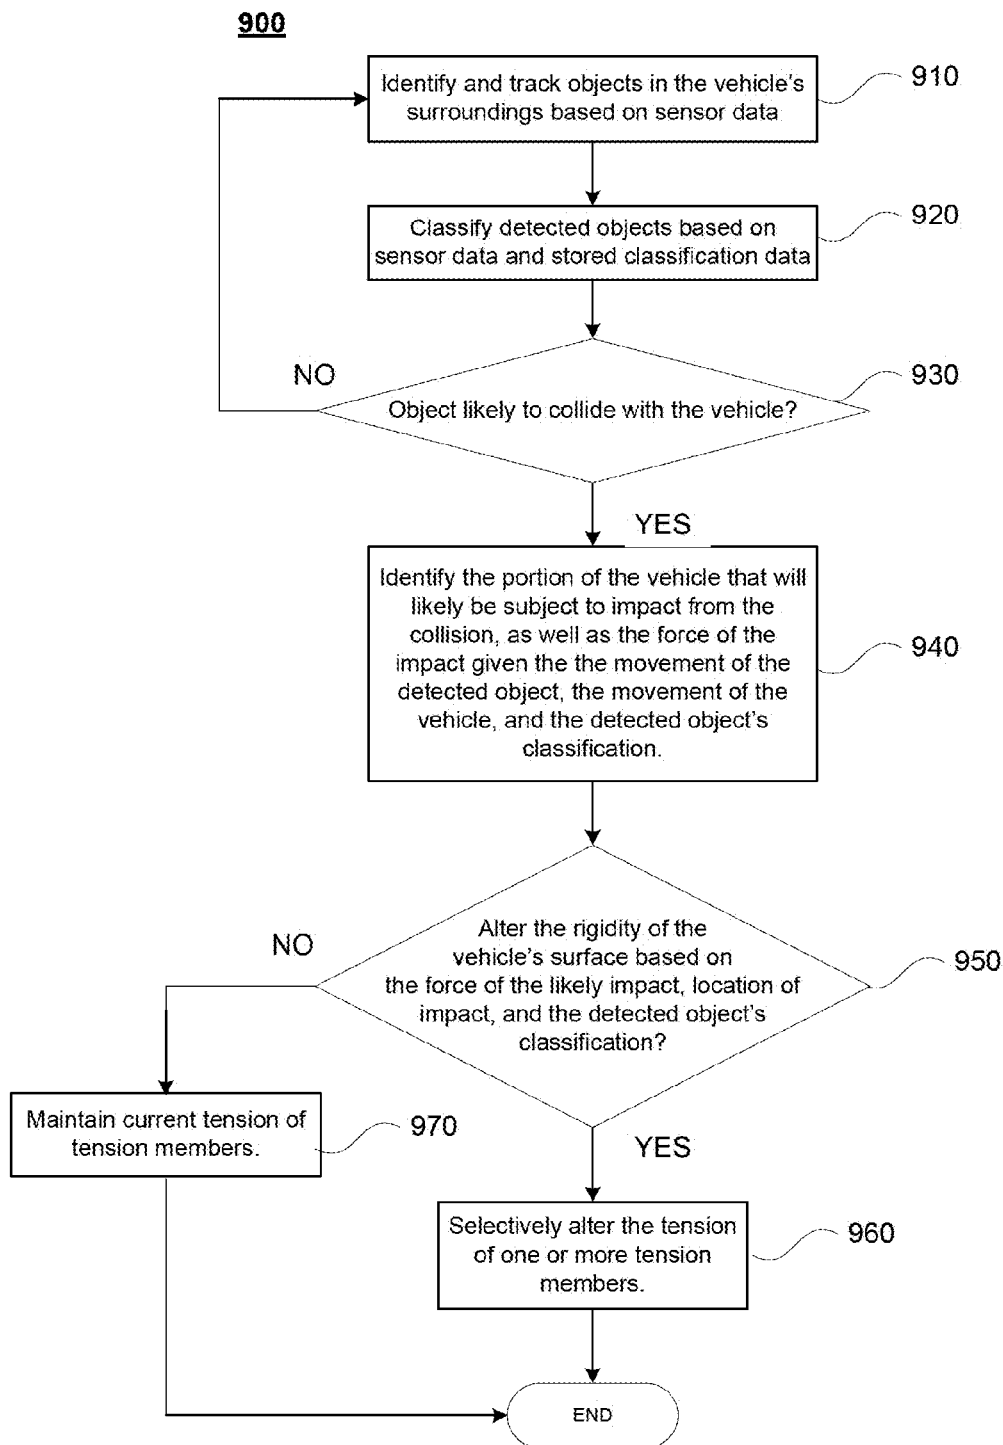 900
Identify and track objects in the vehicle's
surroundings based on sensor data
910
Classify detected objects based on
sensor data and stored classification data
920
NO
Object likely to collide with the vehicle?
930
YES
Identify the portion of the vehicle that will
likely be subject to impact from the
collision, as well as the force of the
impact given the the movement of the
detected object, the movement of the
vehicle, and the detected object's
classification.
940
NO
Alter the rigidity of the
vehicle's surface based on
the force of the likely impact, location of
impact, and the detected object's
classification?
950
Maintain current tension of
tension members.
970
YES
Selectively alter the tension
of one or more tension
members.
960
END